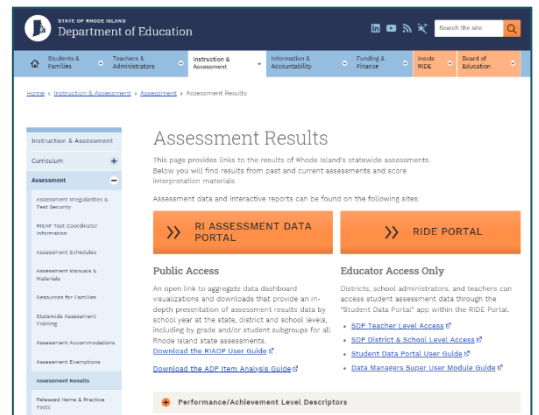 STATE OF RHODE ISLAND
Department of Education
Search the site
Students &
Families
Teachers &
Administrators
Instruction &
Assessment
Information &
Accountability
Funding &
Finance
Inside
RIDE
Board of
Education
Home » Instruction & Assessment » Assessment » Assessment Results
Instruction & Assessment
Curriculum
Assessment
Assessment Irregularities &
Test Security
RISAP Test Coordinator
Information
Assessment Schedules
Assessment Manuals &
Materials
Resources for Families
Statewide Assessment
Training
Assessment Accommodations
Assessment Exemptions
Assessment Results
Released Items & Practice
Tests
Assessment Results
This page provides links to the results of Rhode Island's statewide assessments.
Below you will find results from past and current assessments and score
interpretation materials.
Assessment data and interactive reports can be found on the following sites.
RI ASSESSMENT DATA
PORTAL
Public Access
An open link to aggregate data dashboard
visualizations and downloads that provide an in-
depth presentation of assessment results data by
school year at the state, district and school levels,
including by grade and/or student subgroups for all
Rhode Island state assessments.
Download the RIADP User Guide
Download the ADP Item Analysis Guide
RIDE PORTAL
Educator Access Only
Districts, school administrators, and teachers can
access student assessment data through the
"Student Data Portal" app within the RIDE Portal.
• SDP Teacher Level Access
• SDP District & School Level Access
• Student Data Portal User Guide
• Data Managers Super User Module Guide
Performance/Achievement Level Descriptors